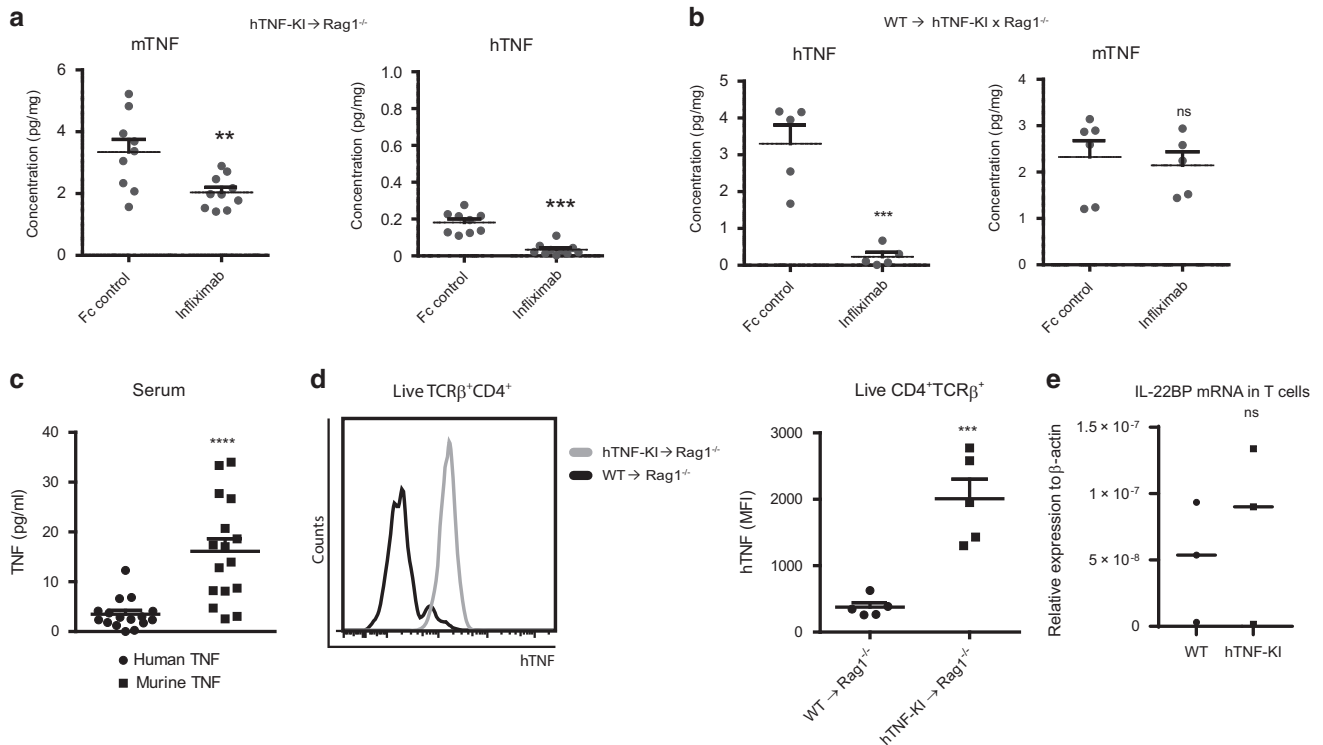 a
hTNF-KI → Rag1-/-
mTNF
hTNF
Concentration (pg/mg)
6
4
2
0
**
Fc control
Infliximab
Concentration (pg/mg)
1.0
0.8
0.6
0.4
0.2
0
***
Fc control
Infliximab
b
WT → hTNF-KI x Rag1-/-
hTNF
mTNF
Concentration (pg/mg)
5
4
3
2
1
0
***
Fc control
Infliximab
Concentration (pg/mg)
4
3
2
1
0
ns
Fc control
Infliximab
c
Serum
TNF (pg/ml)
40
30
20
10
0
****
Human TNF
Murine TNF
d
Live TCRβ+CD4+
Counts
hTNF
hTNF-KI → Rag1-/-
WT → Rag1-/-
Live CD4+TCRβ+
hTNF (MFI)
3000
2000
1000
0
***
WT → Rag1-/-
hTNF-KI → Rag1-/-
e
IL-22BP mRNA in T cells
ns
Relative expression to β-actin
1.5 × 10-7
1 × 10-7
5 × 10-8
0
WT
hTNF-KI